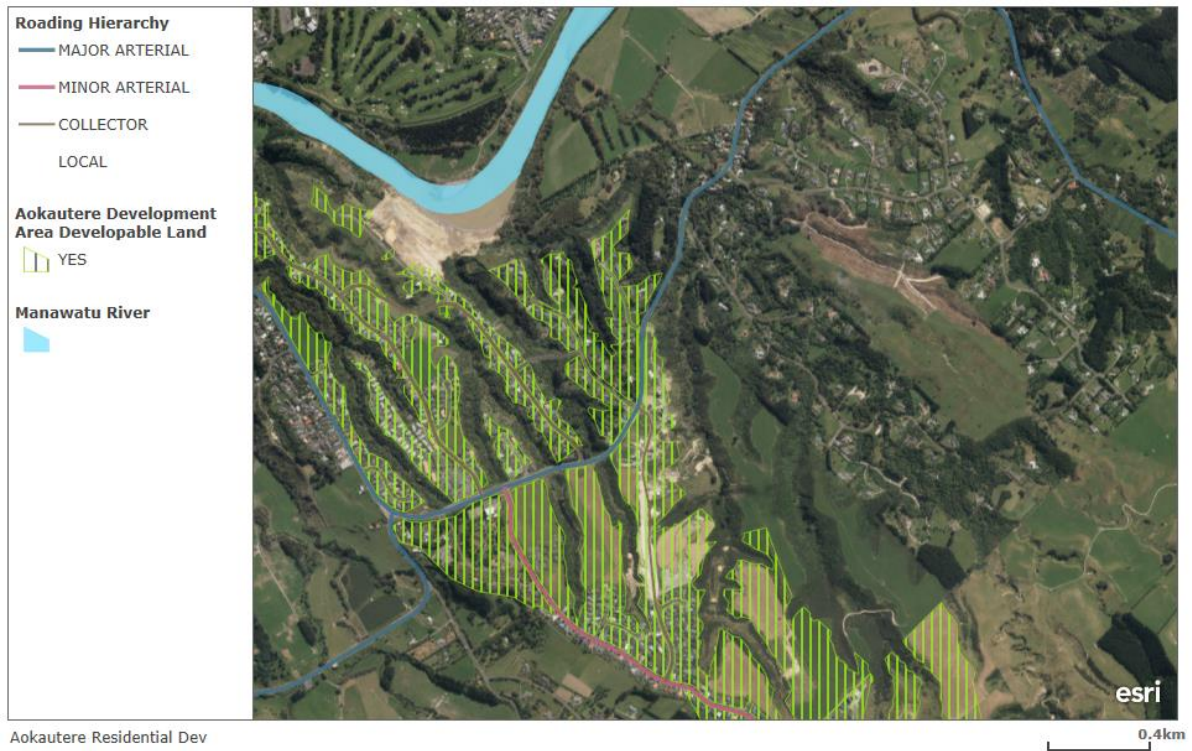 Roading Hierarchy
MAJOR ARTERIAL
MINOR ARTERIAL
COLLECTOR
LOCAL
Aokautere Development
Area Developable Land
YES
Manawatu River
esri
Aokautere Residential Dev
0.4km